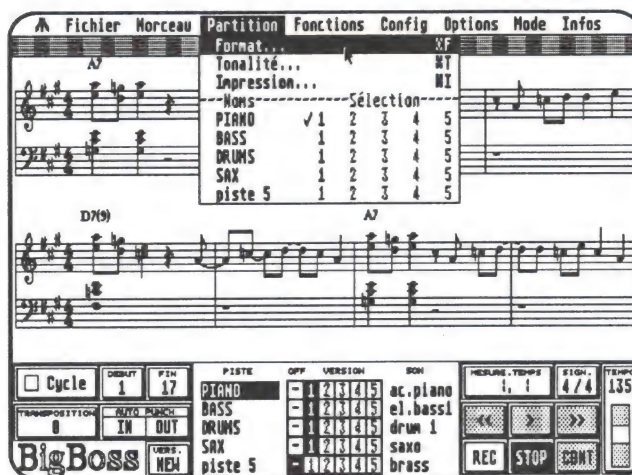 Fichier Morceau Partition Fonctions Config Options Mode Infos
Format... ⌘F
Tonalité... ⌘T
Impression... ⌘I
Noms Sélection
PIANO ✓1 2 3 4 5
BASS 1 2 3 4 5
DRUMS 1 2 3 4 5
SAX 1 2 3 4 5
piste 5 1 2 3 4 5
A7
D7(9) A7
Cycle
DEBUT
1
FIN
17
TRANSPOSITION
0
AUTO PUNCH
IN OUT
BigBoss
VERS.
NEW
PISTE OFF VERSION SON
PIANO - 1 2 3 4 5 ac.piano
BASS - 1 2 3 4 5 el.bass1
DRUMS - 1 2 3 4 5 drum 1
SAX - 1 2 3 4 5 saxo
piste 5 - 1 2 3 4 5 brass
MESURE.TEMPS
1, 1
SIGN.
4/4
TEMPO
135
<< > >>
REC STOP CONT